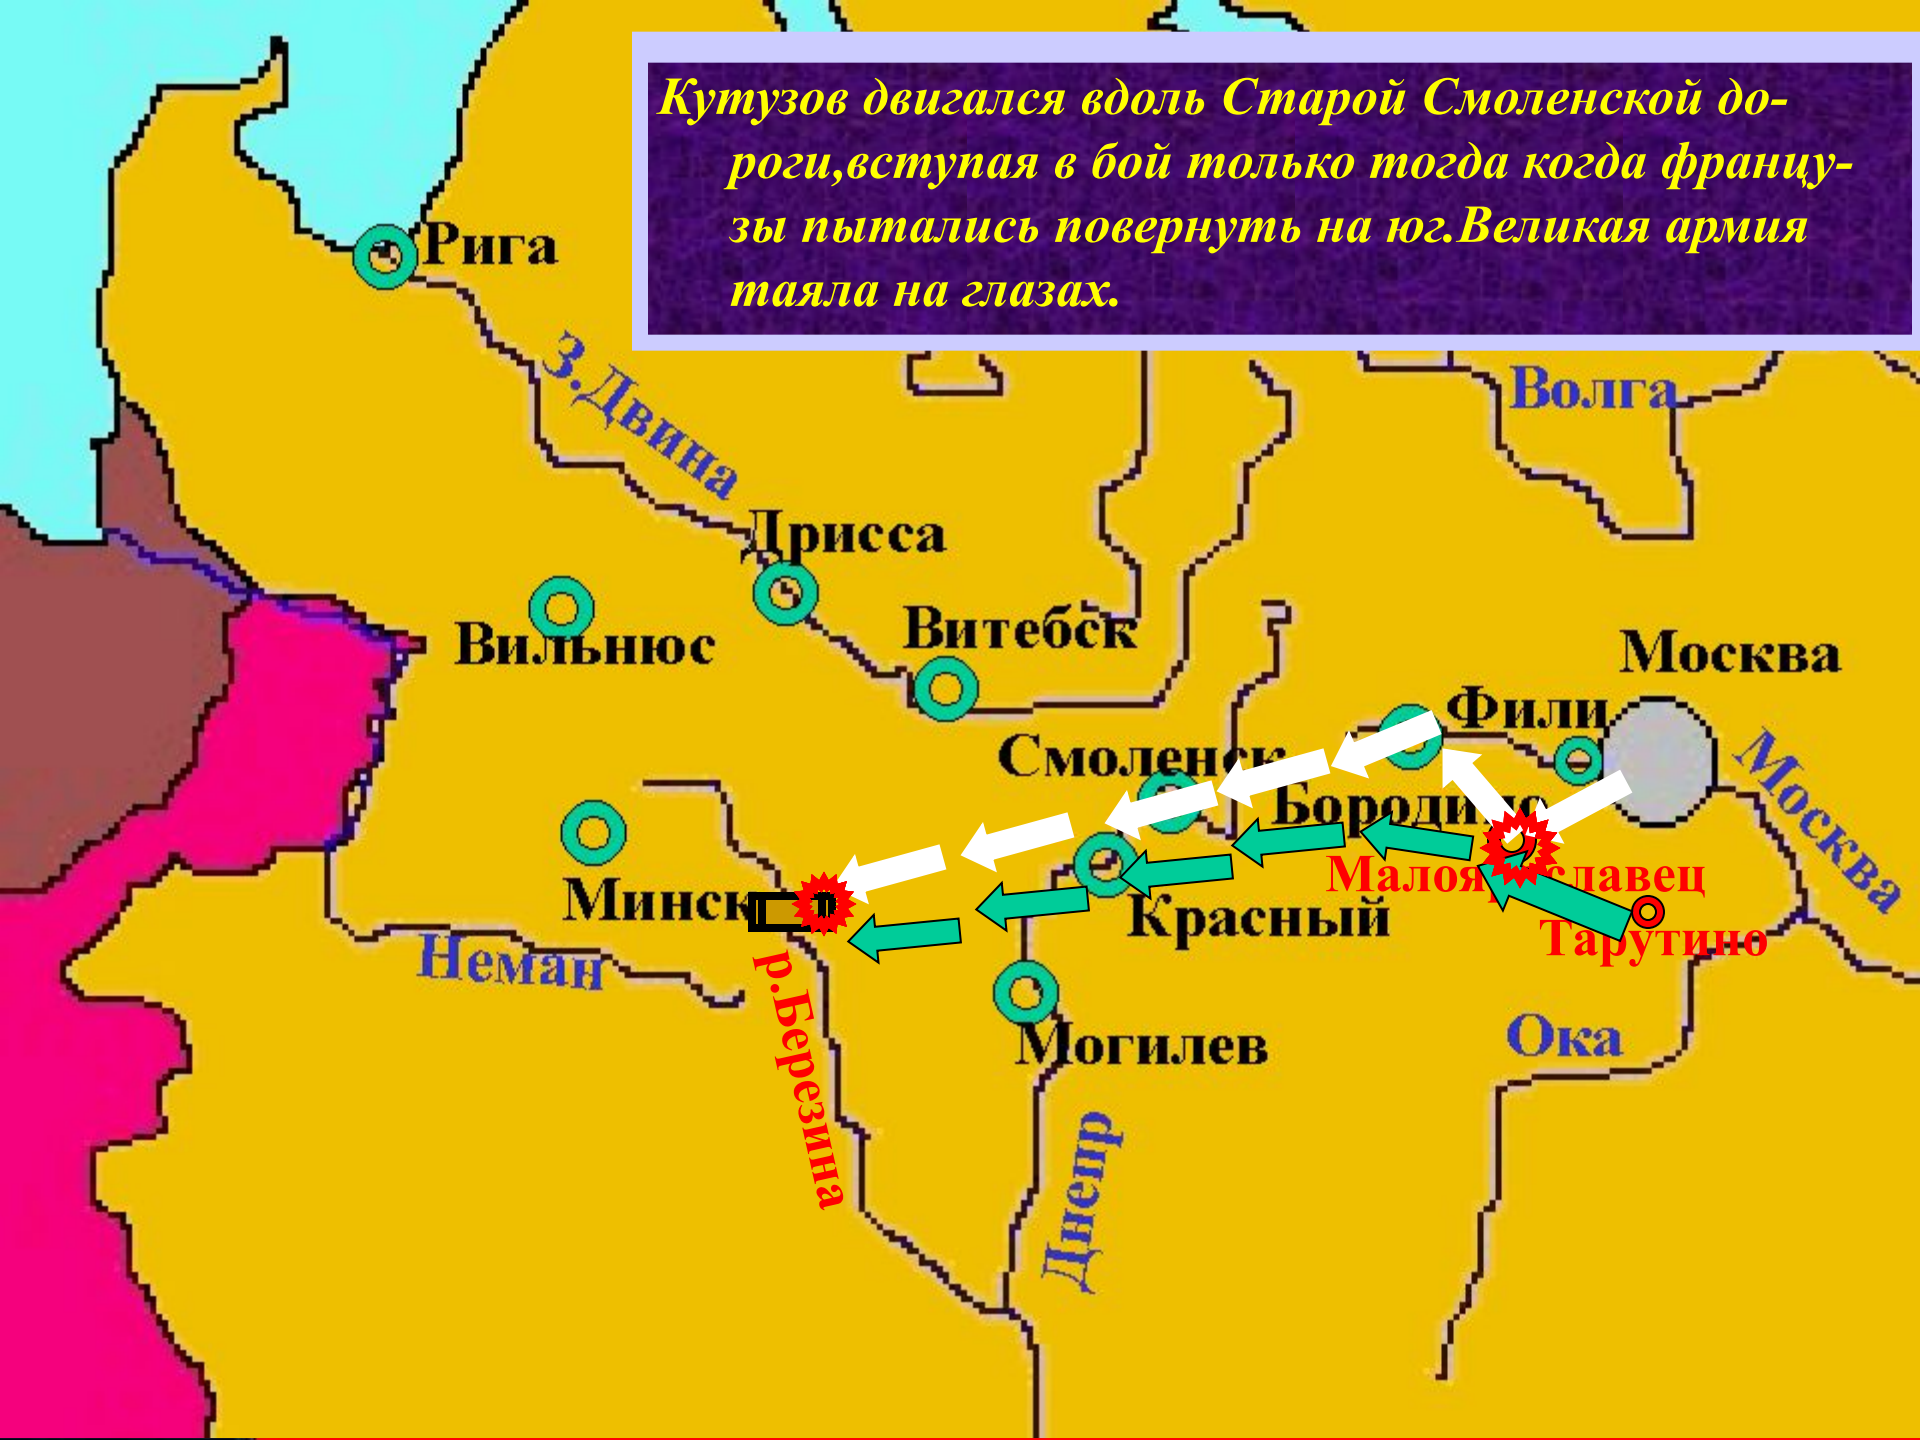 Кутузов двигался вдоль Старой Смоленской до-
роги,вступая в бой только тогда когда францу-
зы пытались повернуть на юг.Великая армия
таяла на глазах.
Рига
З.Двина
Волга
Дрисса
Витебск
Вильнюс
Москва
Фили
Смоленск
Бородино
Москва
Малоярославец
Минск
Красный
Тарутино
Неман
р.Березина
Могилев
Ока
Днепр